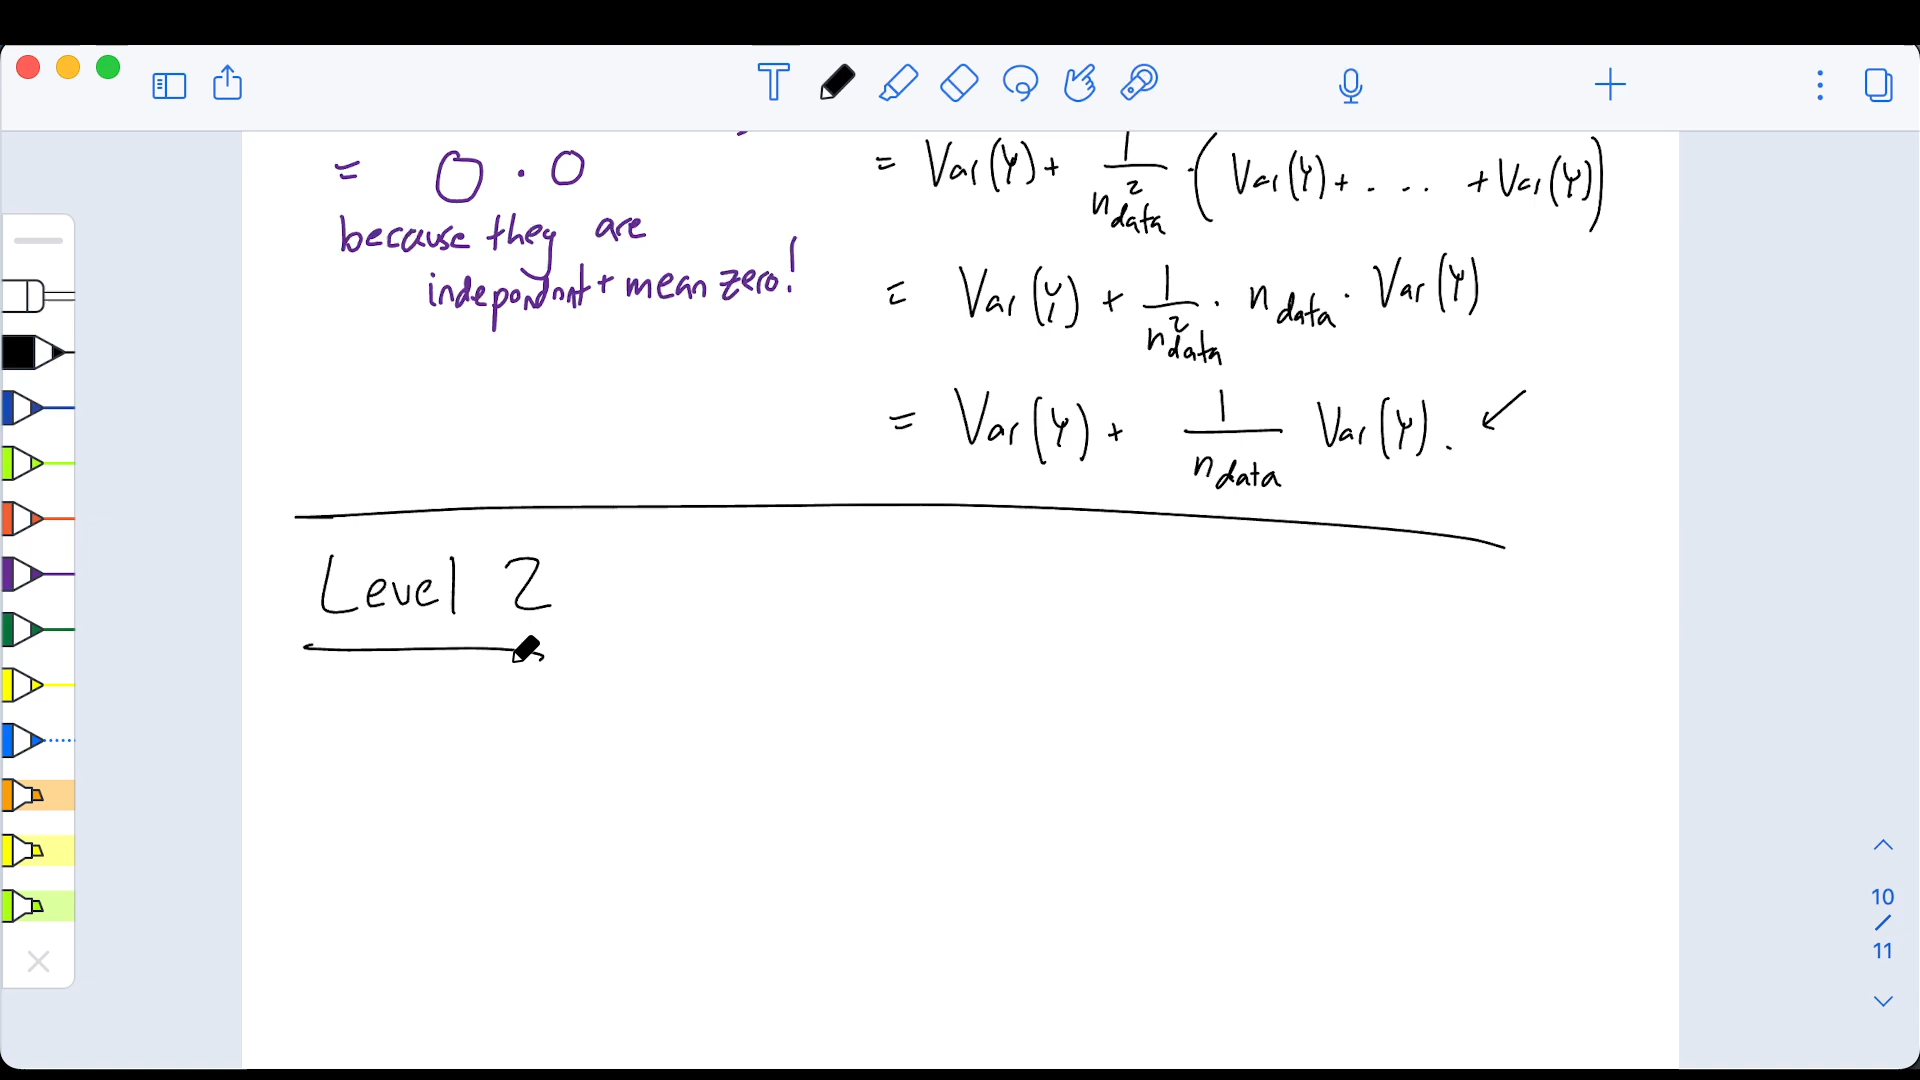 = 0 · 0
because they are
independent + mean zero!
= Var(Y) + 1/n²data · (Var(Y) + . . . . + Var(Y))
= Var(Y) + 1/n²data · ndata · Var(Y)
= Var(Y) + 1/ndata Var(Y).
Level 2
10
/
11